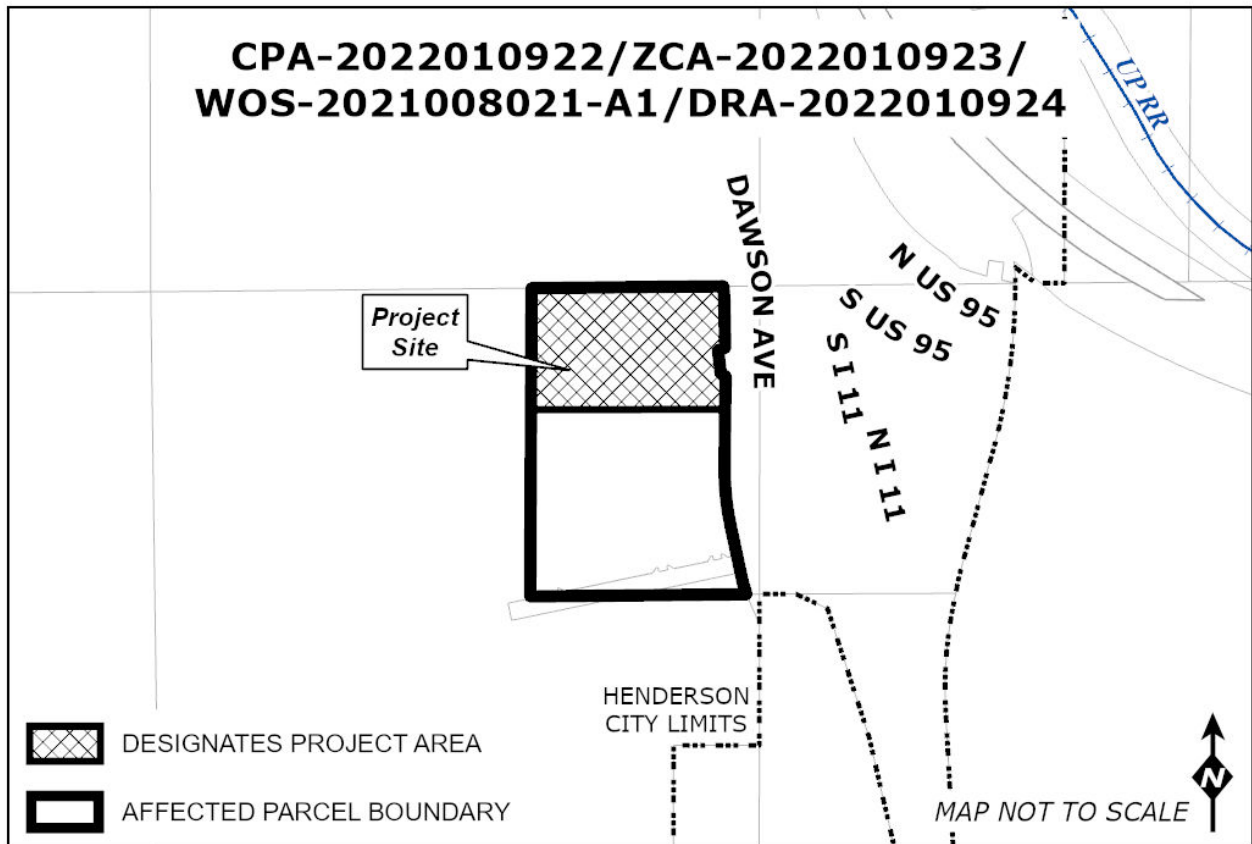 CPA-2022010922/ZCA-2022010923/
WOS-2021008021-A1/DRA-2022010924
UP RR
DAWSON AVE
N US 95
S US 95
Project
Site
S I 11
N I 11
HENDERSON
CITY LIMITS
DESIGNATES PROJECT AREA
AFFECTED PARCEL BOUNDARY
MAP NOT TO SCALE
N